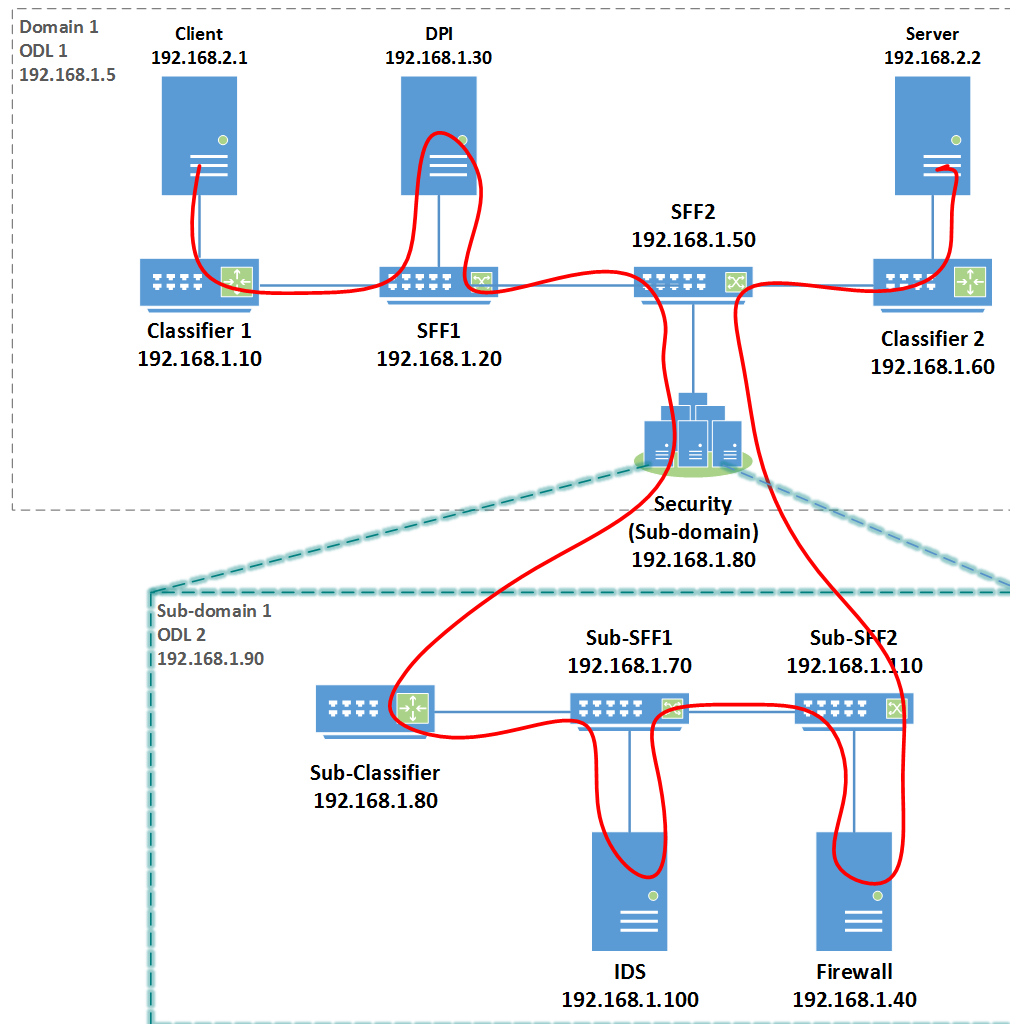 Domain 1
ODL 1
192.168.1.5
Client
192.168.2.1
DPI
192.168.1.30
Server
192.168.2.2
SFF2
192.168.1.50
Classifier 1
192.168.1.10
SFF1
192.168.1.20
Classifier 2
192.168.1.60
Security
(Sub-domain)
192.168.1.80
Sub-domain 1
ODL 2
192.168.1.90
Sub-SFF1
192.168.1.70
Sub-SFF2
192.168.1.110
Sub-Classifier
192.168.1.80
IDS
192.168.1.100
Firewall
192.168.1.40